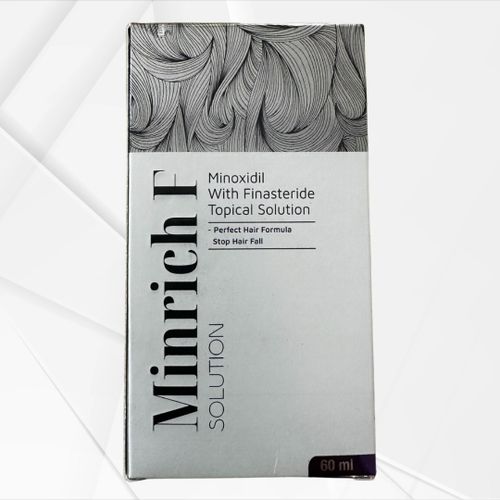 Minoxidil
With Finasteride
Topical Solution
- Perfect Hair Formula
Stop Hair Fall
Minrich F
SOLUTION
60 ml